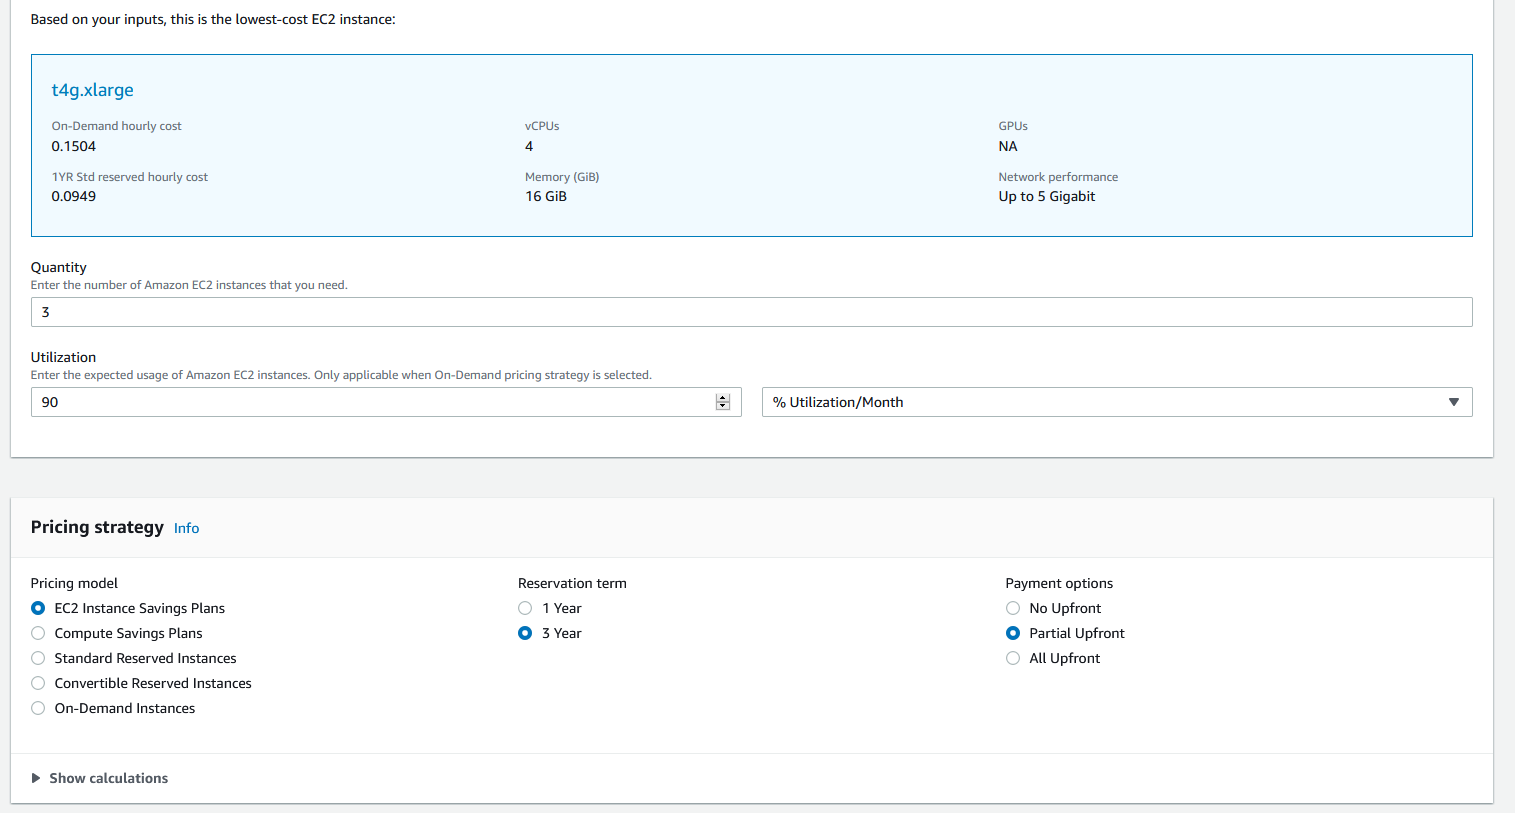 Based on your inputs, this is the lowest-cost EC2 instance:
t4g.xlarge
On-Demand hourly cost
0.1504
vCPUs
4
GPUs
NA
1YR Std reserved hourly cost
0.0949
Memory (GiB)
16 GiB
Network performance
Up to 5 Gigabit
Quantity
Enter the number of Amazon EC2 instances that you need.
3
Utilization
Enter the expected usage of Amazon EC2 instances. Only applicable when On-Demand pricing strategy is selected.
90
% Utilization/Month
Pricing strategy Info
Pricing model
EC2 Instance Savings Plans
Compute Savings Plans
Standard Reserved Instances
Convertible Reserved Instances
On-Demand Instances
Reservation term
1 Year
3 Year
Payment options
No Upfront
Partial Upfront
All Upfront
Show calculations